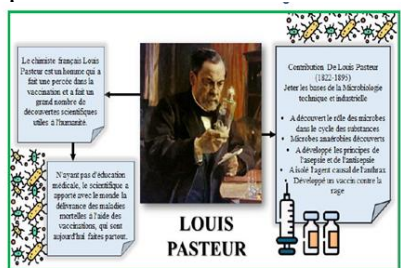 Le chimiste français Louis
Pasteur est un homme qui a
fait une percée dans la
vaccination et a fait un
grand nombre de
découvertes scientifiques
utiles à l'humanité.
N'ayant pas d'éducation
médicale, le scientifique a
apporté avec le monde la
délivrance des maladies
mortelles à l'aide des
vaccinations, qui sont
aujourd'hui faites partout.
LOUIS
PASTEUR
Contribution De Louis Pasteur
(1822-1895)
Jeter les bases de la Microbiologie
technique et industrielle
• A découvert le rôle des microbes
dans le cycle des substances
• Microbes anaérobies découverts
• A développé les principes de
l'asepsie et de l'antisepsie
• A isolé l'agent causal de l'anthrax
• Développé un vaccin contre la
rage